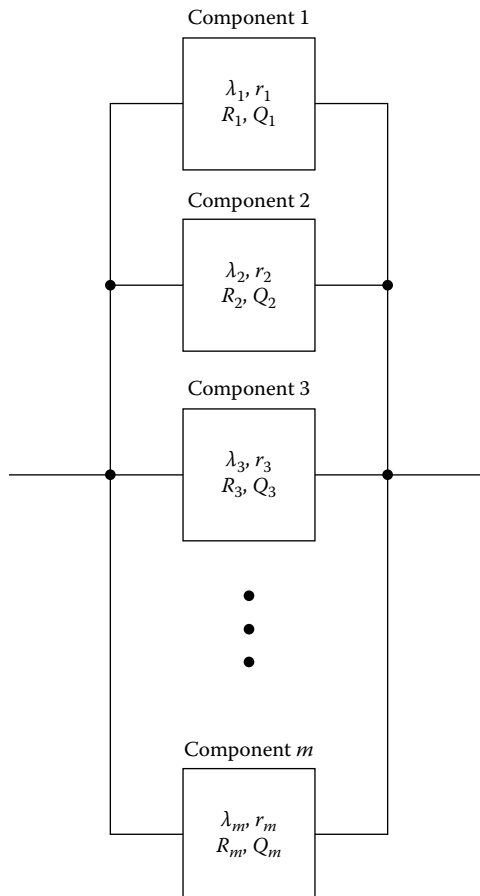 Component 1
λ₁, r₁
R₁, Q₁
Component 2
λ₂, r₂
R₂, Q₂
Component 3
λ₃, r₃
R₃, Q₃
Component m
λₘ, rₘ
Rₘ, Qₘ